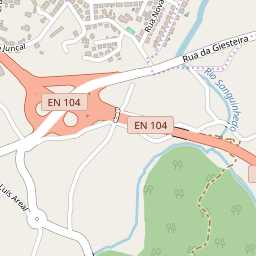 Juncal
Rua Nova
Rua da Giesteira
Rio Sanguinhedo
EN 104
EN 104
Luís Areal